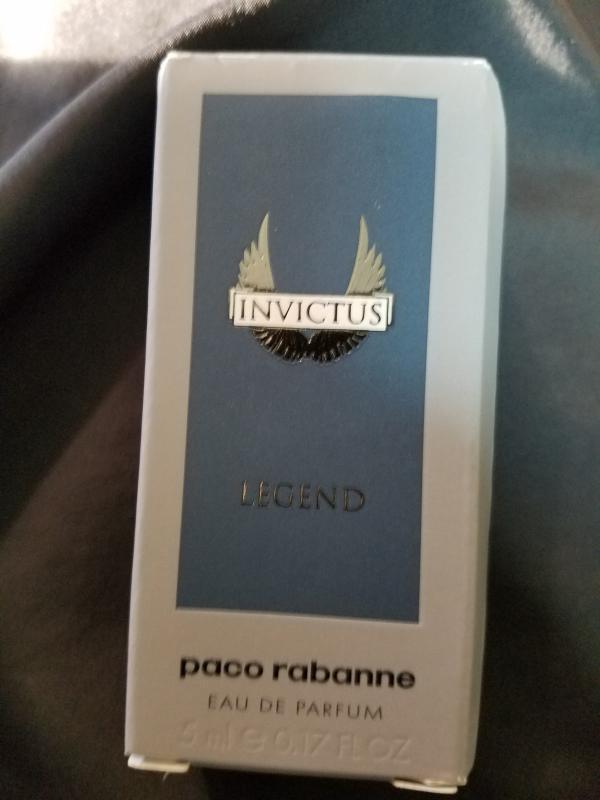 INVICTUS
LEGEND
paco rabanne
EAU DE PARFUM
5 ml e 0.17 FL OZ